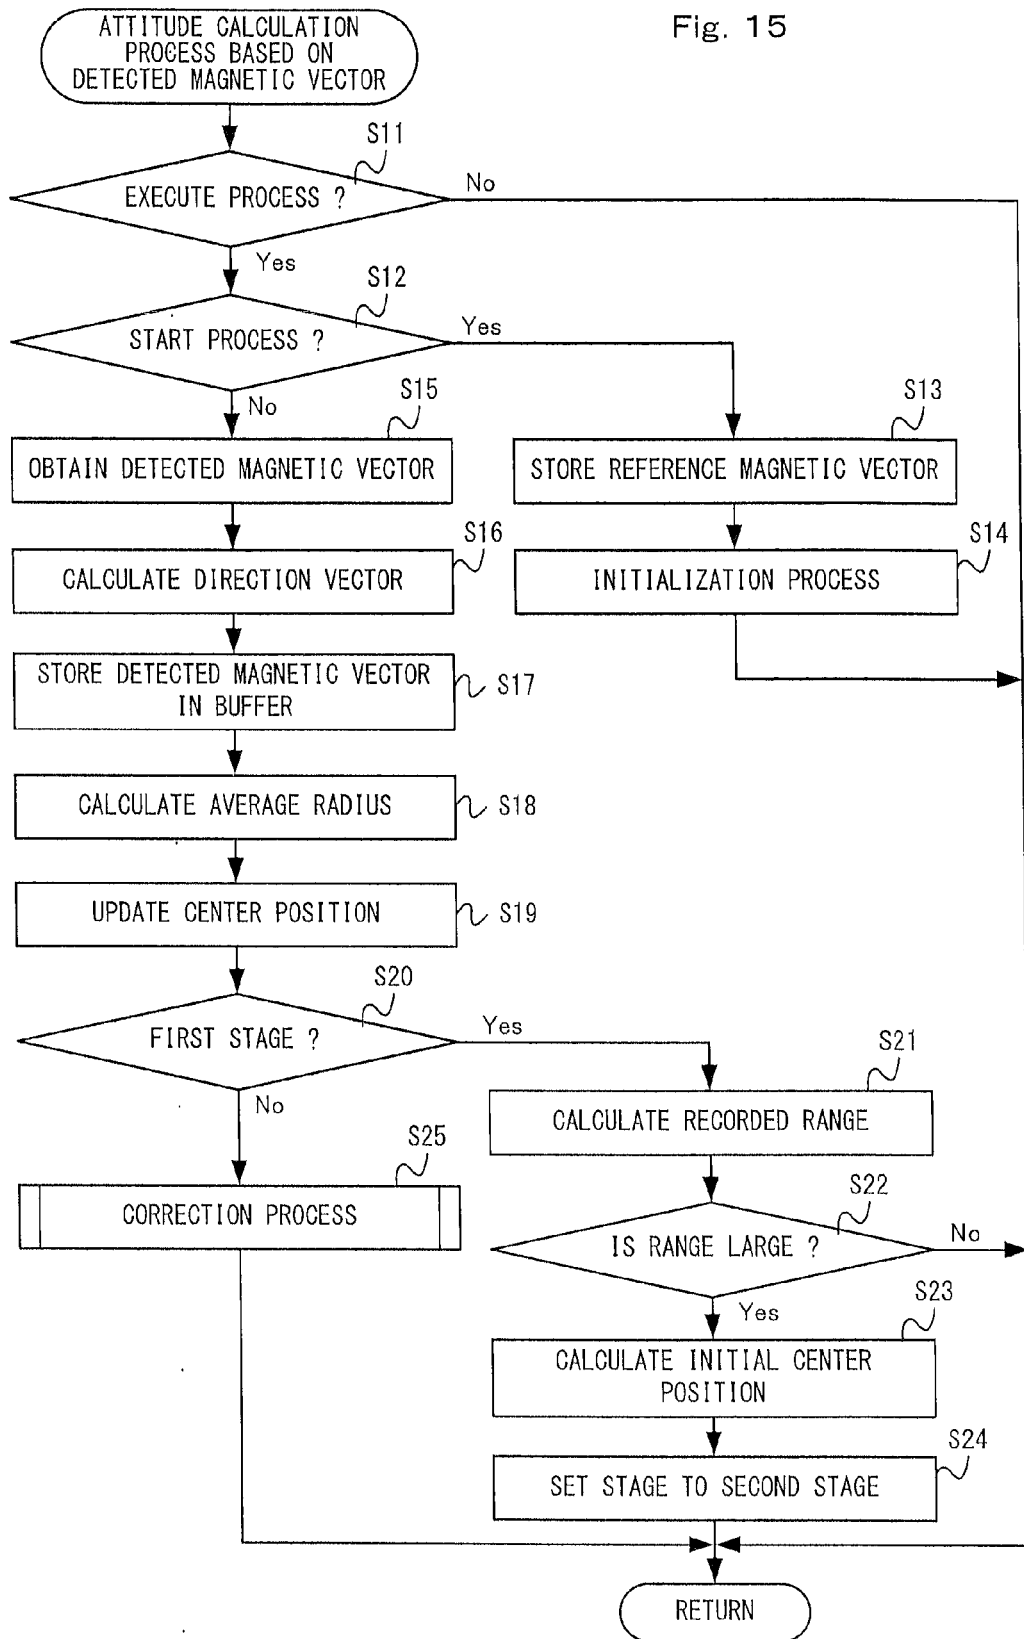 Fig. 15
ATTITUDE CALCULATION
PROCESS BASED ON
DETECTED MAGNETIC VECTOR
S11
EXECUTE PROCESS ?
No
Yes
S12
START PROCESS ?
Yes
No
S15
OBTAIN DETECTED MAGNETIC VECTOR
S13
STORE REFERENCE MAGNETIC VECTOR
S16
CALCULATE DIRECTION VECTOR
S14
INITIALIZATION PROCESS
STORE DETECTED MAGNETIC VECTOR
IN BUFFER
S17
CALCULATE AVERAGE RADIUS
S18
UPDATE CENTER POSITION
S19
S20
FIRST STAGE ?
Yes
No
S21
CALCULATE RECORDED RANGE
S25
CORRECTION PROCESS
S22
IS RANGE LARGE ?
No
Yes
S23
CALCULATE INITIAL CENTER
POSITION
S24
SET STAGE TO SECOND STAGE
RETURN